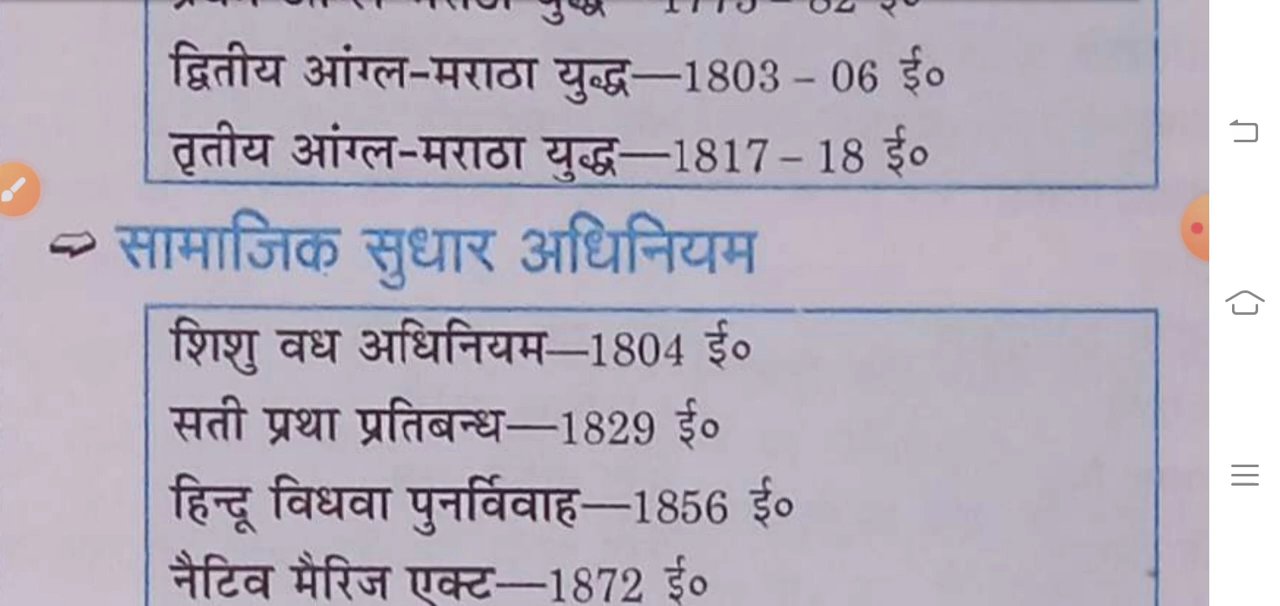 द्वितीय आंग्ल-मराठा युद्ध—1803 – 06 ई०
तृतीय आंग्ल-मराठा युद्ध—1817 – 18 ई०
सामाजिक सुधार अधिनियम
शिशु वध अधिनियम—1804 ई०
सती प्रथा प्रतिबन्ध—1829 ई०
हिन्दू विधवा पुनर्विवाह—1856 ई०
नैटिव मैरिज एक्ट—1872 ई०